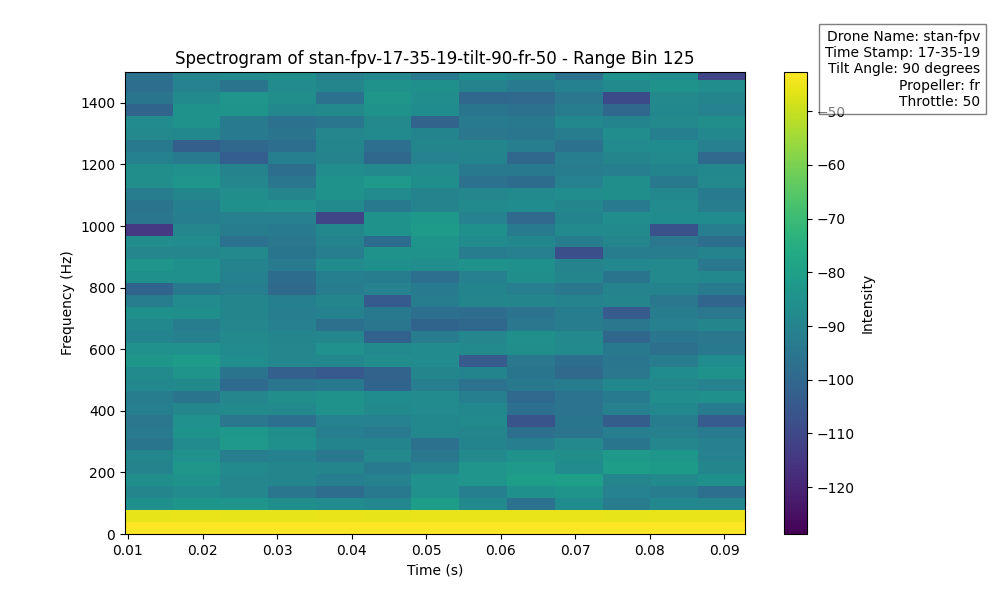 Spectrogram of stan-fpv-17-35-19-tilt-90-fr-50 - Range Bin 125
Drone Name: stan-fpv
Time Stamp: 17-35-19
Tilt Angle: 90 degrees
Propeller: fr
Throttle: 50
1400
1200
1000
800
600
400
200
0
Frequency (Hz)
0.01 0.02 0.03 0.04 0.05 0.06 0.07 0.08 0.09
Time (s)
−50
−60
−70
−80
−90
−100
−110
−120
Intensity